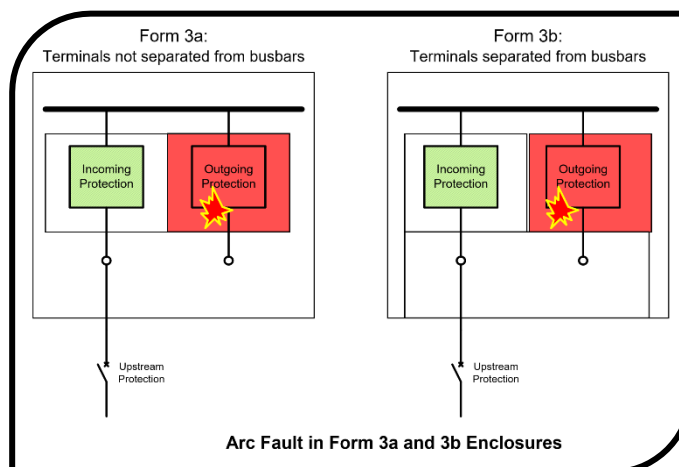 Form 3a:
Terminals not separated from busbars
Form 3b:
Terminals separated from busbars
Incoming
Protection
Outgoing
Protection
Incoming
Protection
Outgoing
Protection
Upstream
Protection
Upstream
Protection
Arc Fault in Form 3a and 3b Enclosures